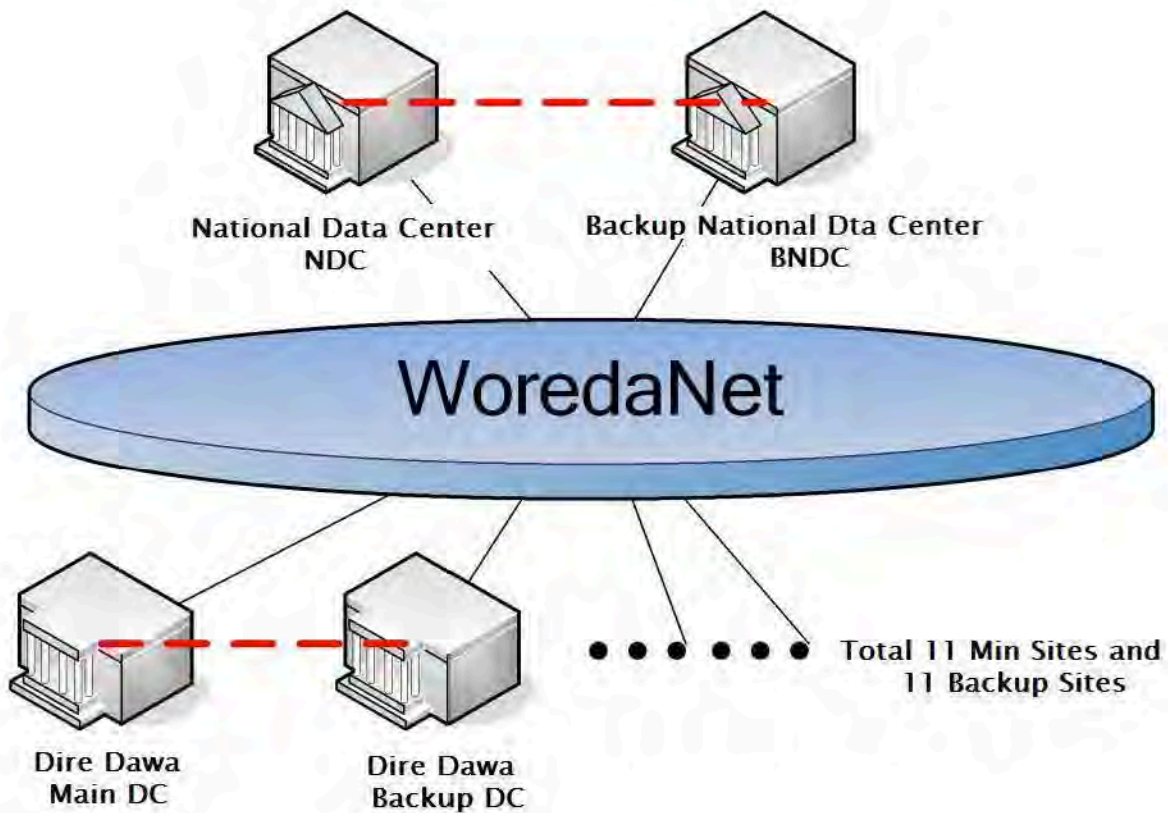 National Data Center
NDC
Backup National Dta Center
BNDC
WoredaNet
Total 11 Min Sites and
11 Backup Sites
Dire Dawa
Main DC
Dire Dawa
Backup DC